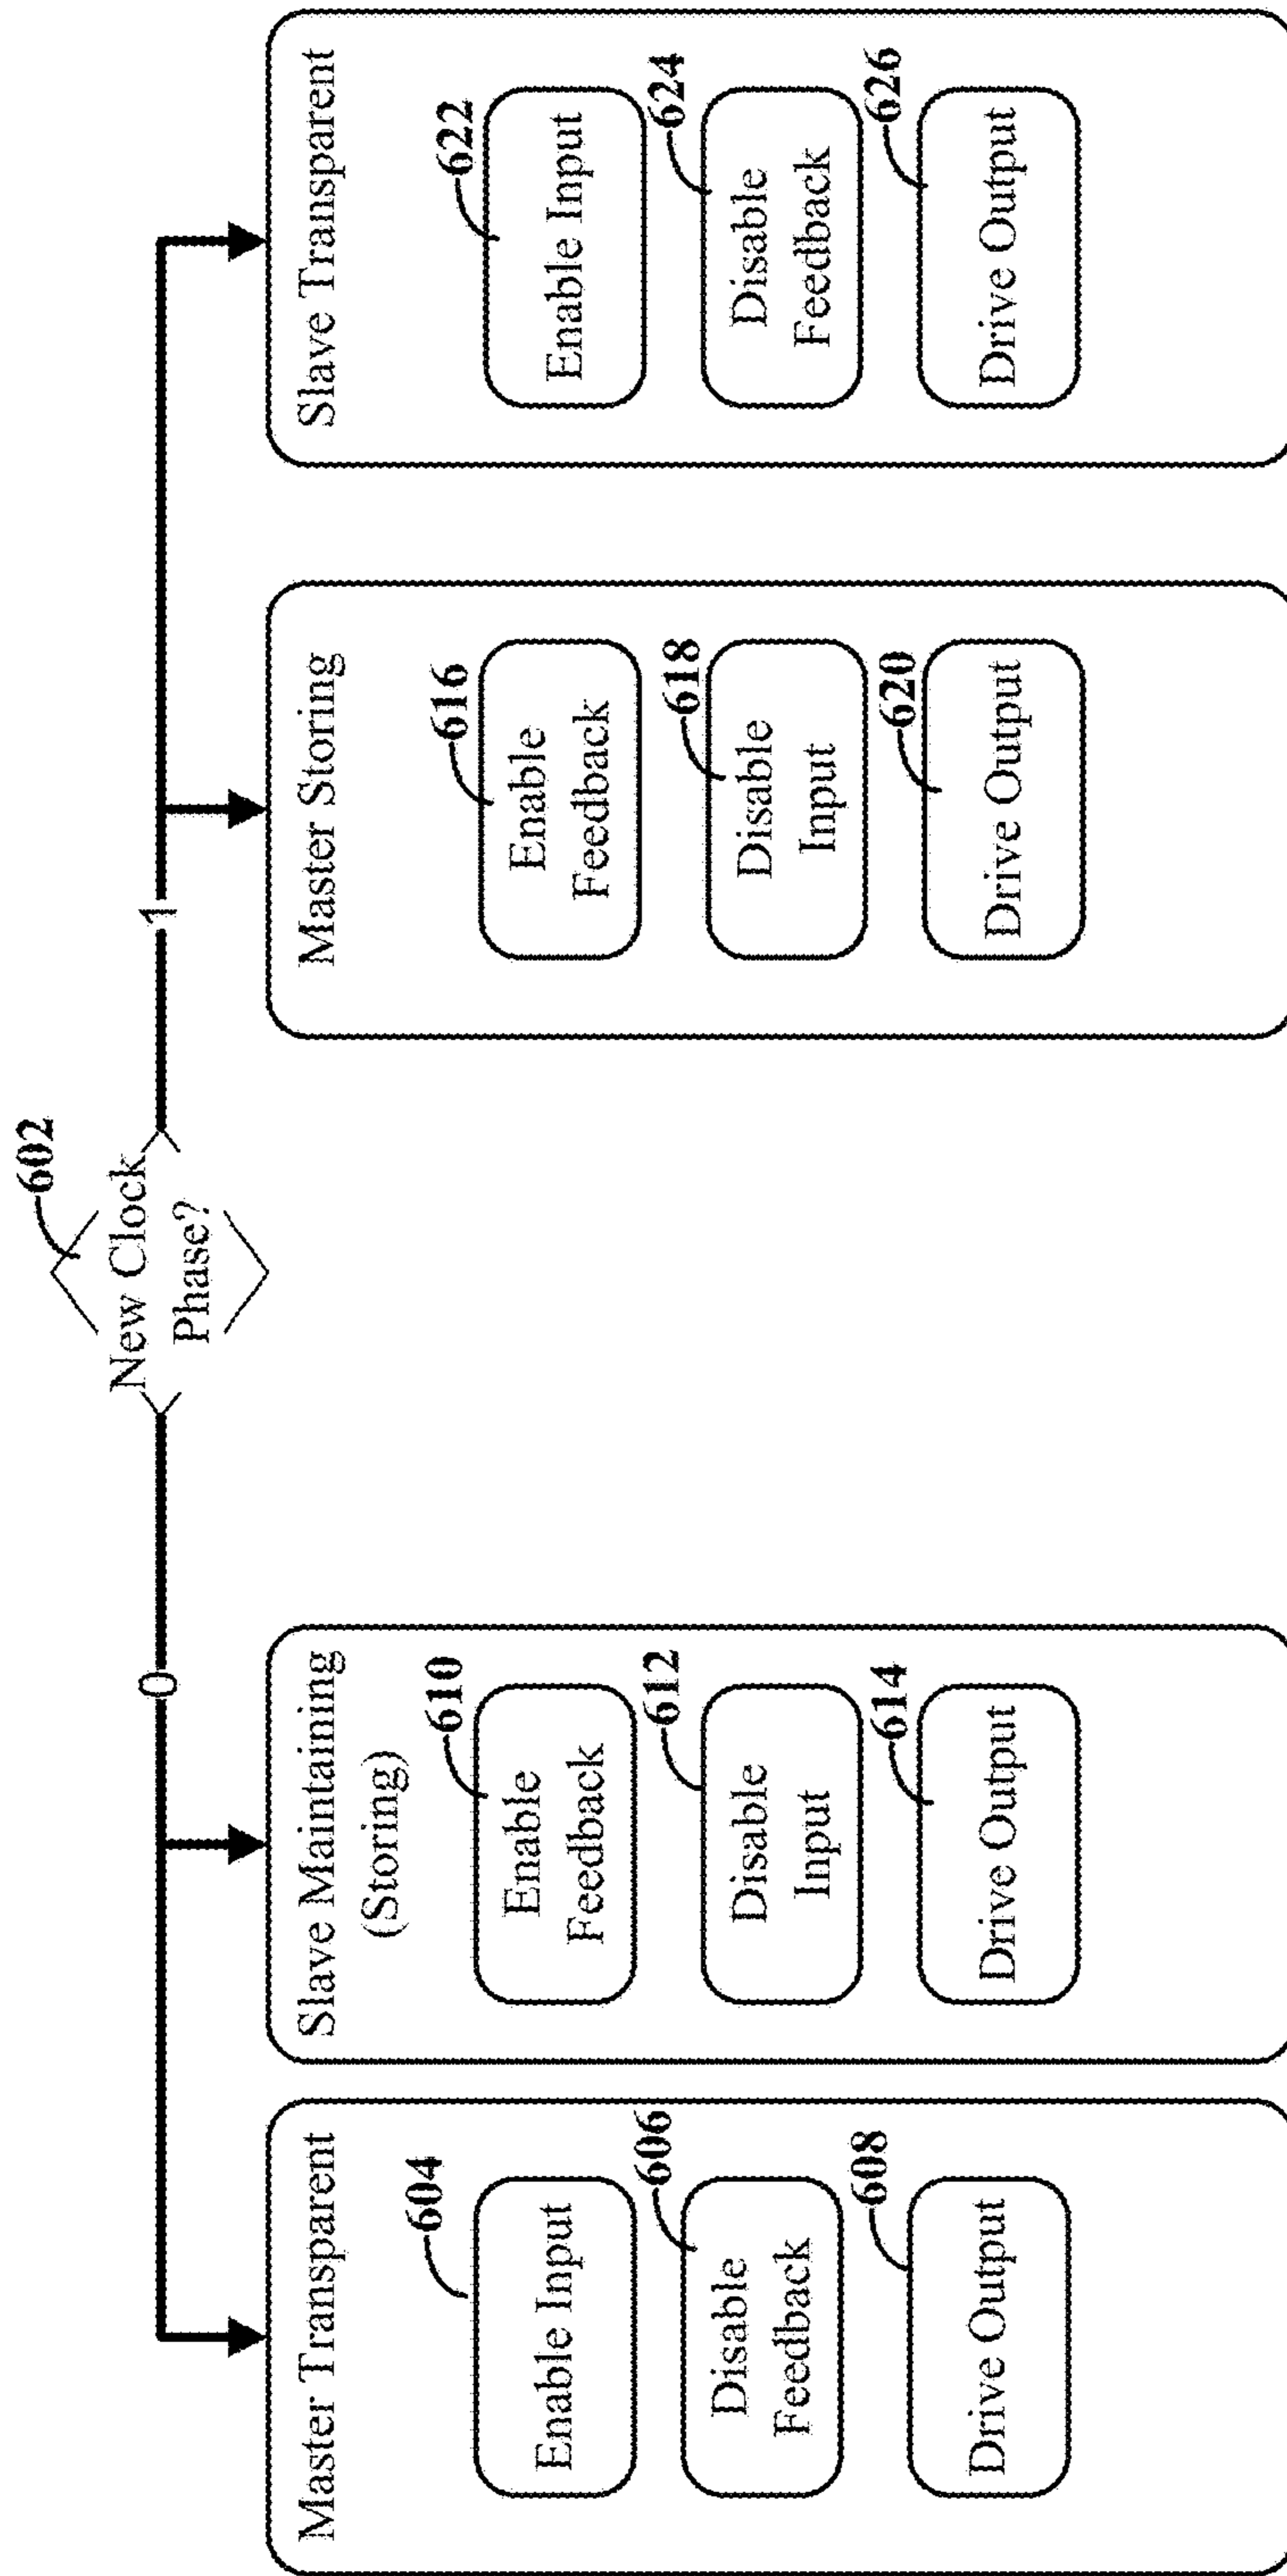 602
New Clock
Phase?
0
1
Master Transparent
604
Enable Input
606
Disable
Feedback
608
Drive Output
Slave Maintaining
(Storing)
610
Enable
Feedback
612
Disable
Input
614
Drive Output
Master Storing
616
Enable
Feedback
618
Disable
Input
620
Drive Output
Slave Transparent
622
Enable Input
624
Disable
Feedback
626
Drive Output